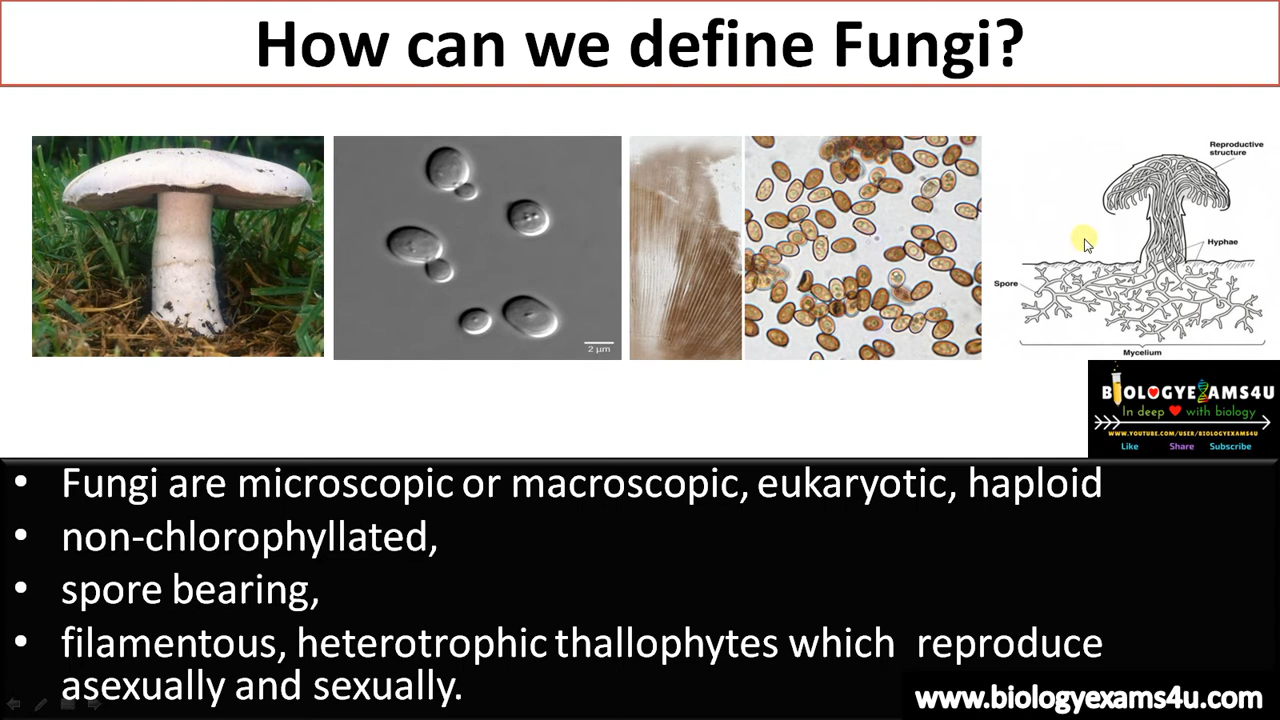 How can we define Fungi?
2 µm
Reproductive
structure
Hyphae
Spore
Mycelium
BIOLOGYEXAMS4U
In deep ❤ with biology
WWW.YOUTUBE.COM/USER/BIOLOGYEXAMS4U
Like Share Subscribe
• Fungi are microscopic or macroscopic, eukaryotic, haploid
• non-chlorophyllated,
• spore bearing,
• filamentous, heterotrophic thallophytes which reproduce
asexually and sexually.
www.biologyexams4u.com